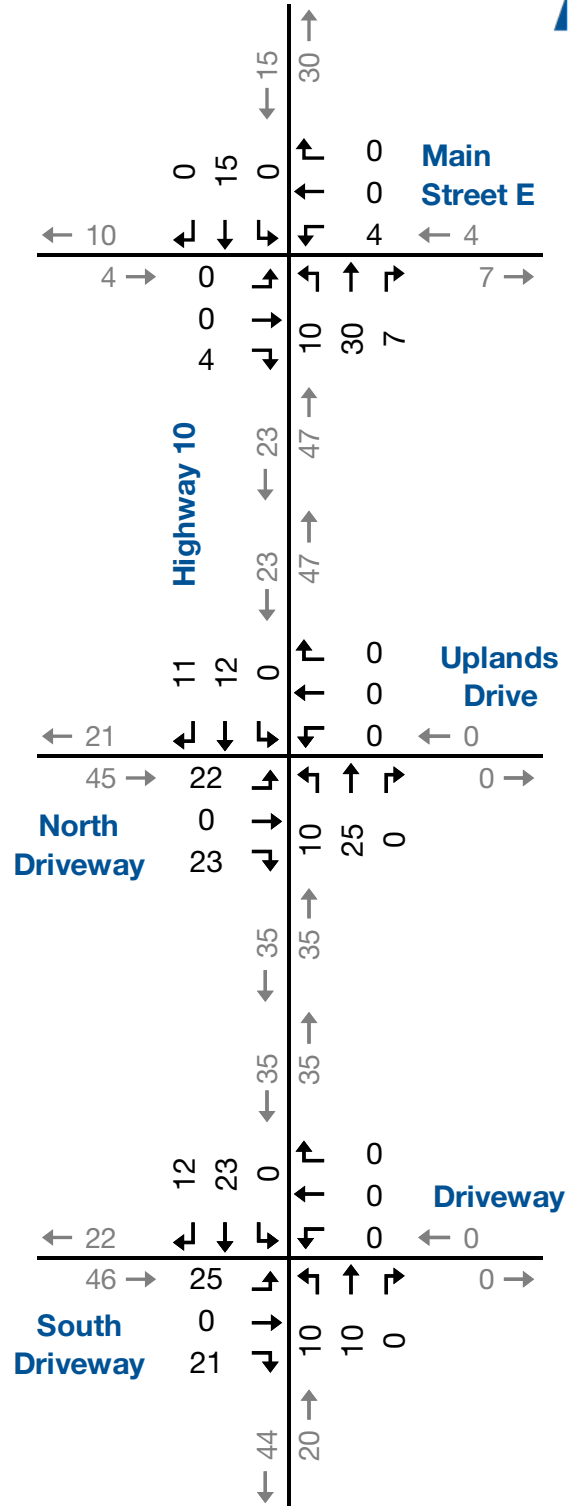 15 30
0 15 0 0 Main
0 Street E
← 10 4 ← 4
4 → 0 7 →
0 10 30 7
4
Highway 10 23 47
23 47
11 12 0 0 Uplands
0 Drive
← 21 0 ← 0
45 → 22 0 →
North 0 10 25 0
Driveway 23
35 35
35 35
12 23 0 0
0 Driveway
← 22 0 ← 0
46 → 25 0 →
South 0 10 10 0
Driveway 21
44 20